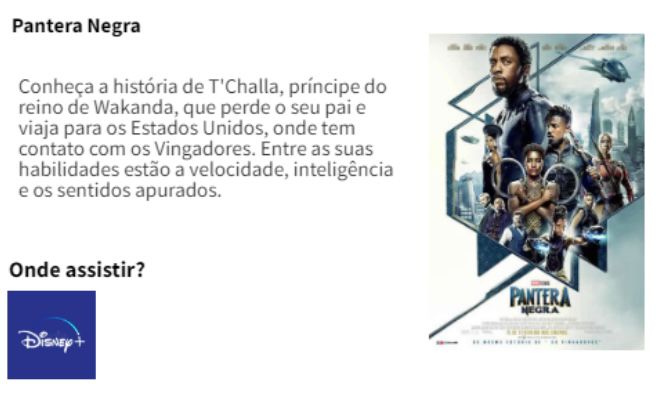 Pantera Negra
Conheça a história de T'Challa, príncipe do
reino de Wakanda, que perde o seu pai e
viaja para os Estados Unidos, onde tem
contato com os Vingadores. Entre as suas
habilidades estão a velocidade, inteligência
e os sentidos apurados.
Onde assistir?
Disney+
PANTERA
NEGRA